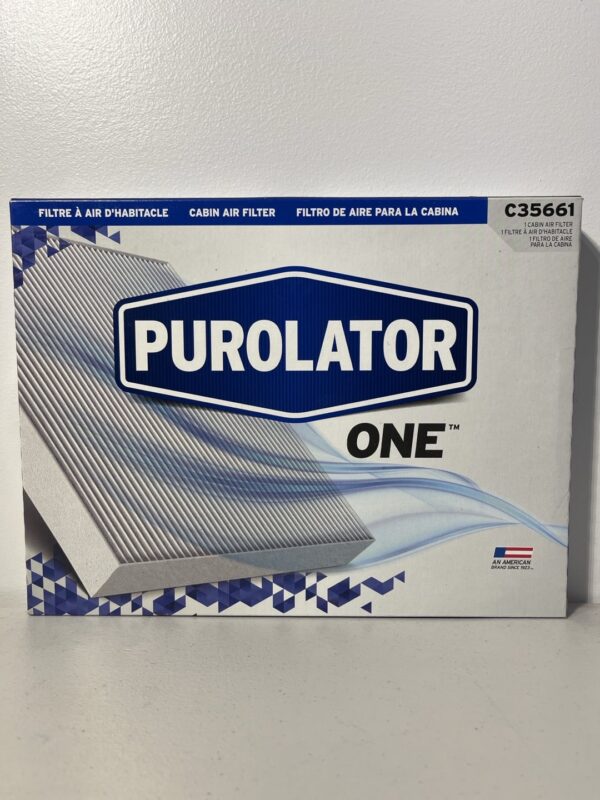 FILTRE À AIR D'HABITACLE CABIN AIR FILTER FILTRO DE AIRE PARA LA CABINA
C35661
1 CABIN AIR FILTER
1 FILTRE À AIR D'HABITACLE
1 FILTRO DE AIRE
PARA LA CABINA
PUROLATOR
ONE™
AN AMERICAN
BRAND SINCE 1923